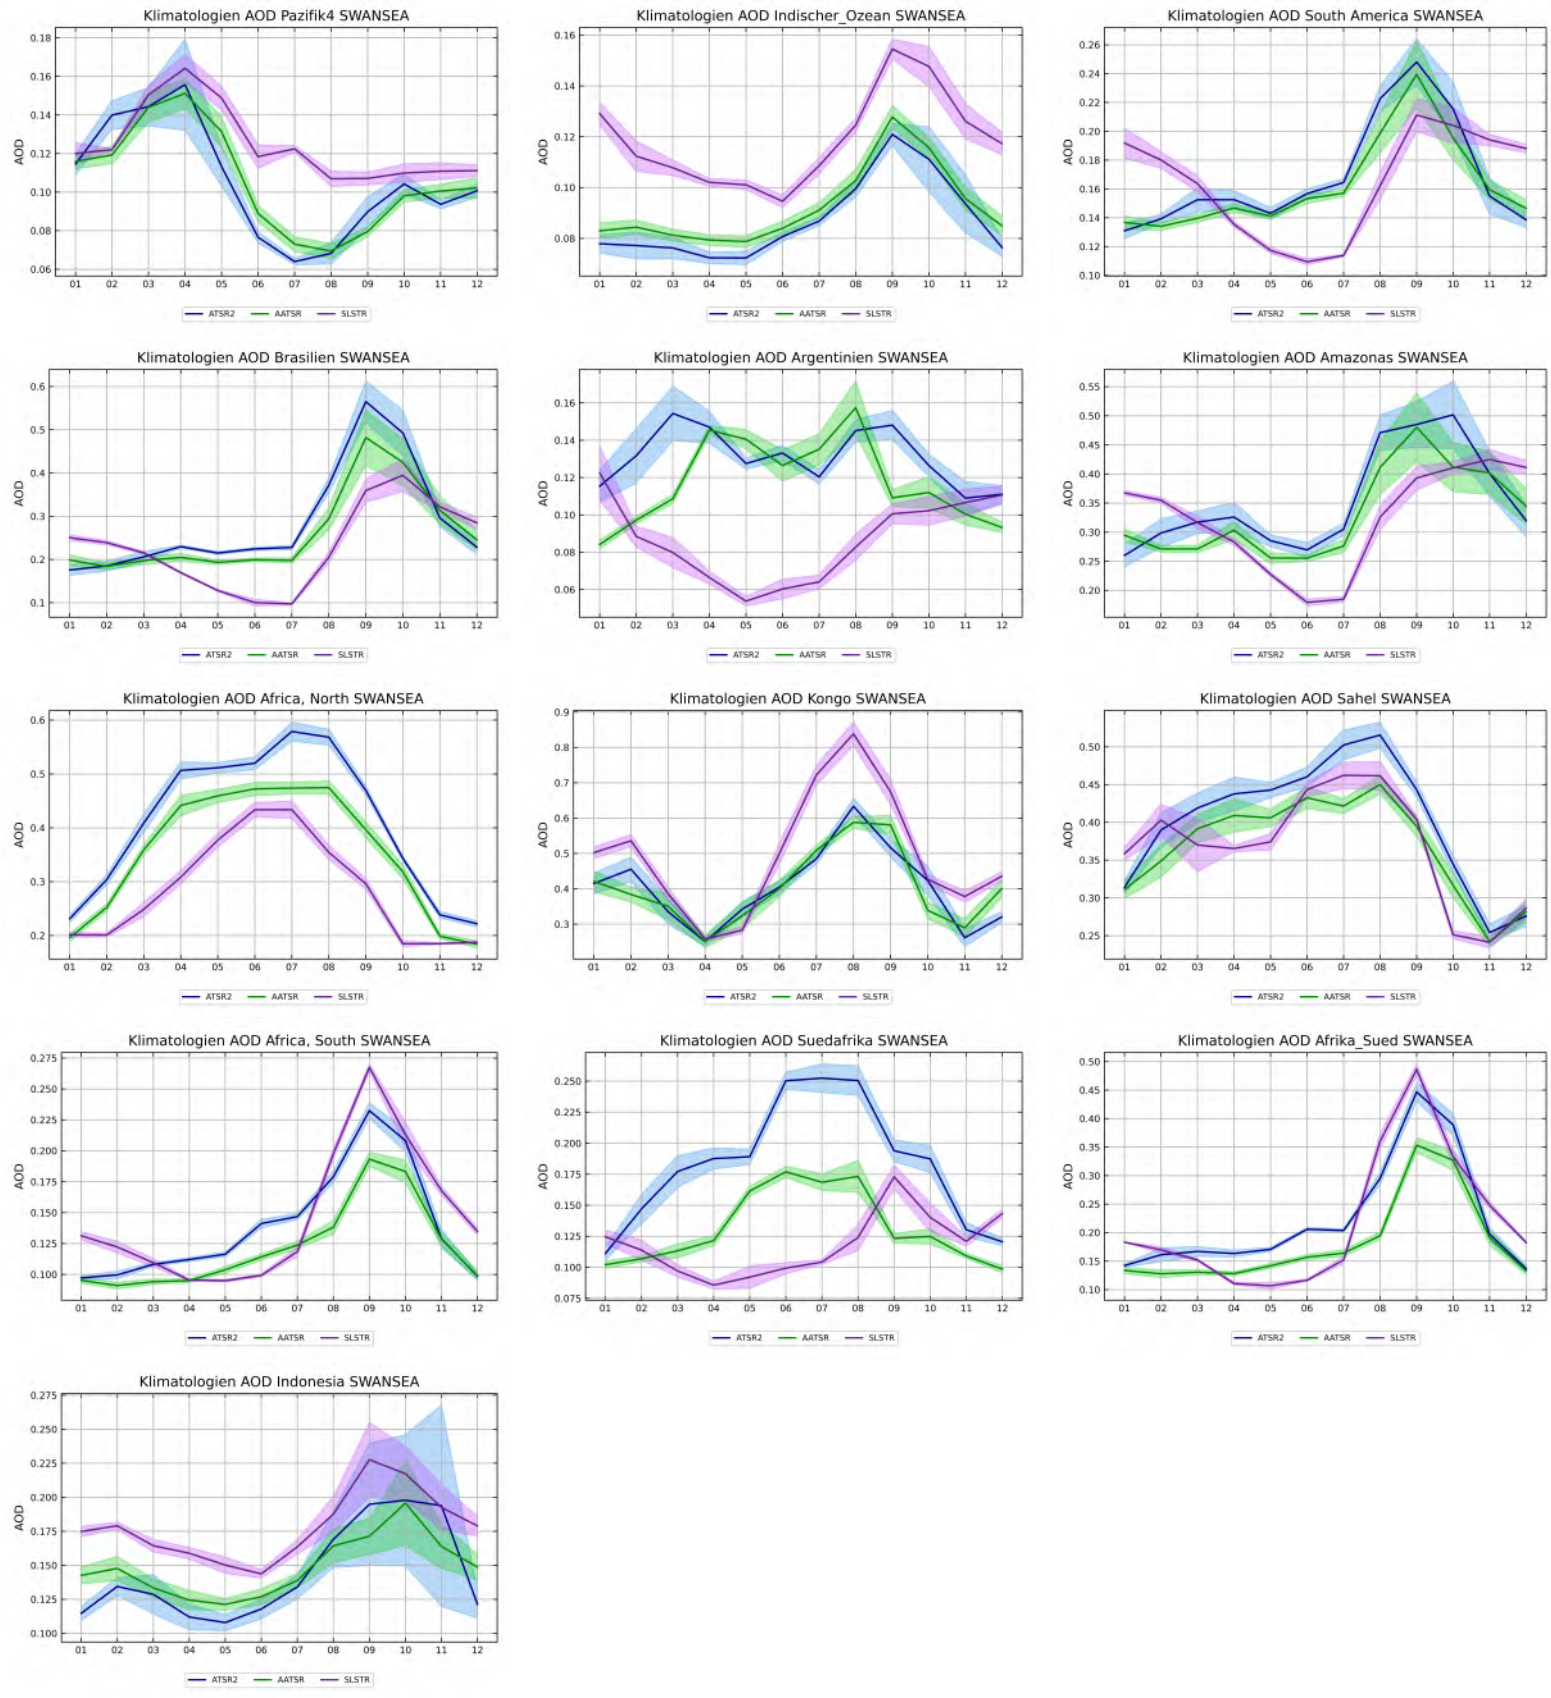 Klimatologien AOD Pazifik4 SWANSEA
AOD
0.18
0.16
0.14
0.12
0.10
0.08
0.06
01 02 03 04 05 06 07 08 09 10 11 12
ATSR2 AATSR SLSTR
Klimatologien AOD Indischer_Ozean SWANSEA
AOD
0.16
0.14
0.12
0.10
0.08
01 02 03 04 05 06 07 08 09 10 11 12
ATSR2 AATSR SLSTR
Klimatologien AOD South America SWANSEA
AOD
0.26
0.24
0.22
0.20
0.18
0.16
0.14
0.12
0.10
01 02 03 04 05 06 07 08 09 10 11 12
ATSR2 AATSR SLSTR
Klimatologien AOD Brasilien SWANSEA
AOD
0.6
0.5
0.4
0.3
0.2
0.1
01 02 03 04 05 06 07 08 09 10 11 12
ATSR2 AATSR SLSTR
Klimatologien AOD Argentinien SWANSEA
AOD
0.16
0.14
0.12
0.10
0.08
0.06
01 02 03 04 05 06 07 08 09 10 11 12
ATSR2 AATSR SLSTR
Klimatologien AOD Amazonas SWANSEA
AOD
0.55
0.50
0.45
0.40
0.35
0.30
0.25
0.20
01 02 03 04 05 06 07 08 09 10 11 12
ATSR2 AATSR SLSTR
Klimatologien AOD Africa, North SWANSEA
AOD
0.6
0.5
0.4
0.3
0.2
01 02 03 04 05 06 07 08 09 10 11 12
ATSR2 AATSR SLSTR
Klimatologien AOD Kongo SWANSEA
AOD
0.9
0.8
0.7
0.6
0.5
0.4
0.3
01 02 03 04 05 06 07 08 09 10 11 12
ATSR2 AATSR SLSTR
Klimatologien AOD Sahel SWANSEA
AOD
0.50
0.45
0.40
0.35
0.30
0.25
01 02 03 04 05 06 07 08 09 10 11 12
ATSR2 AATSR SLSTR
Klimatologien AOD Africa, South SWANSEA
AOD
0.275
0.250
0.225
0.200
0.175
0.150
0.125
0.100
01 02 03 04 05 06 07 08 09 10 11 12
ATSR2 AATSR SLSTR
Klimatologien AOD Suedafrika SWANSEA
AOD
0.250
0.225
0.200
0.175
0.150
0.125
0.100
0.075
01 02 03 04 05 06 07 08 09 10 11 12
ATSR2 AATSR SLSTR
Klimatologien AOD Afrika_Sued SWANSEA
AOD
0.50
0.45
0.40
0.35
0.30
0.25
0.20
0.15
0.10
01 02 03 04 05 06 07 08 09 10 11 12
ATSR2 AATSR SLSTR
Klimatologien AOD Indonesia SWANSEA
AOD
0.275
0.250
0.225
0.200
0.175
0.150
0.125
0.100
01 02 03 04 05 06 07 08 09 10 11 12
ATSR2 AATSR SLSTR